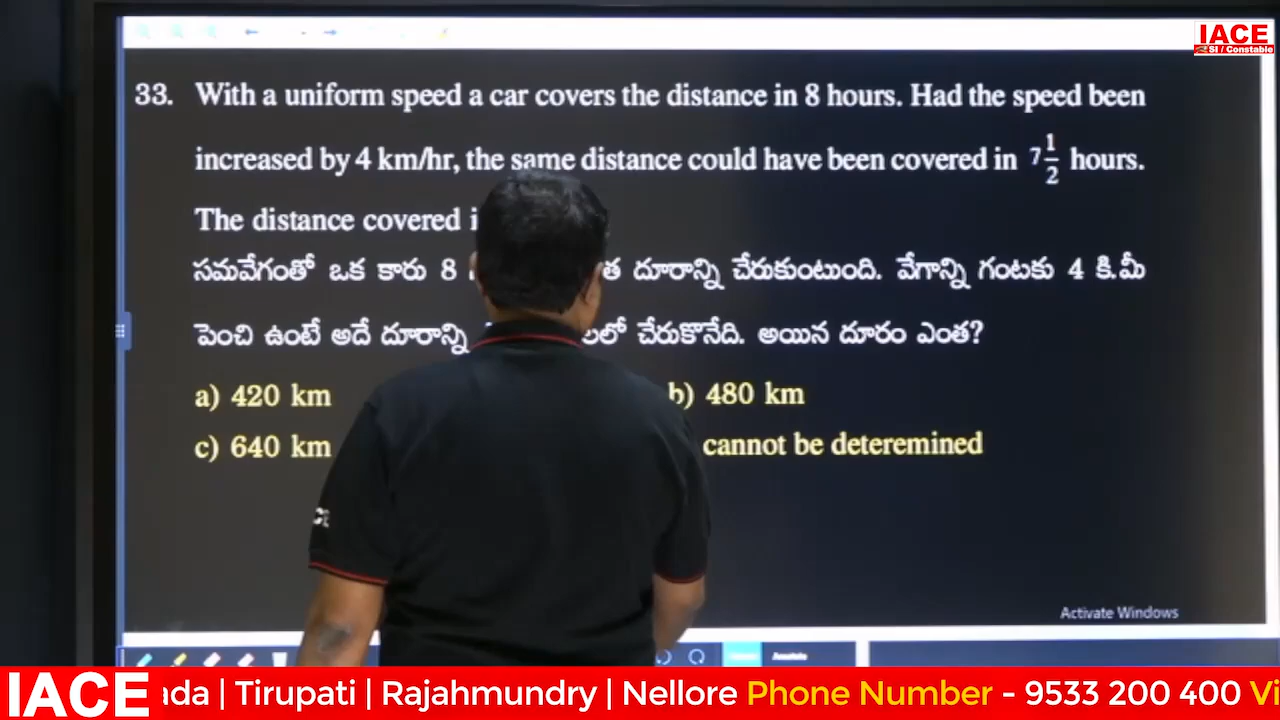 IACE
SI / Constable
33. With a uniform speed a car covers the distance in 8 hours. Had the speed been
increased by 4 km/hr, the same distance could have been covered in 7 1/2 hours.
The distance covered
సమవేగంతో ఒక కారు 8 దూరాన్ని చేరుకుంటుంది. వేగాన్ని గంటకు 4 కి.మీ
పెంచి ఉంటే అదే దూరాన్ని చేరుకొనేది. అయిన దూరం ఎంత?
a) 420 km b) 480 km
c) 640 km cannot be deteremined
Activate Windows
IACE ada | Tirupati | Rajahmundry | Nellore Phone Number - 9533 200 400 Vi